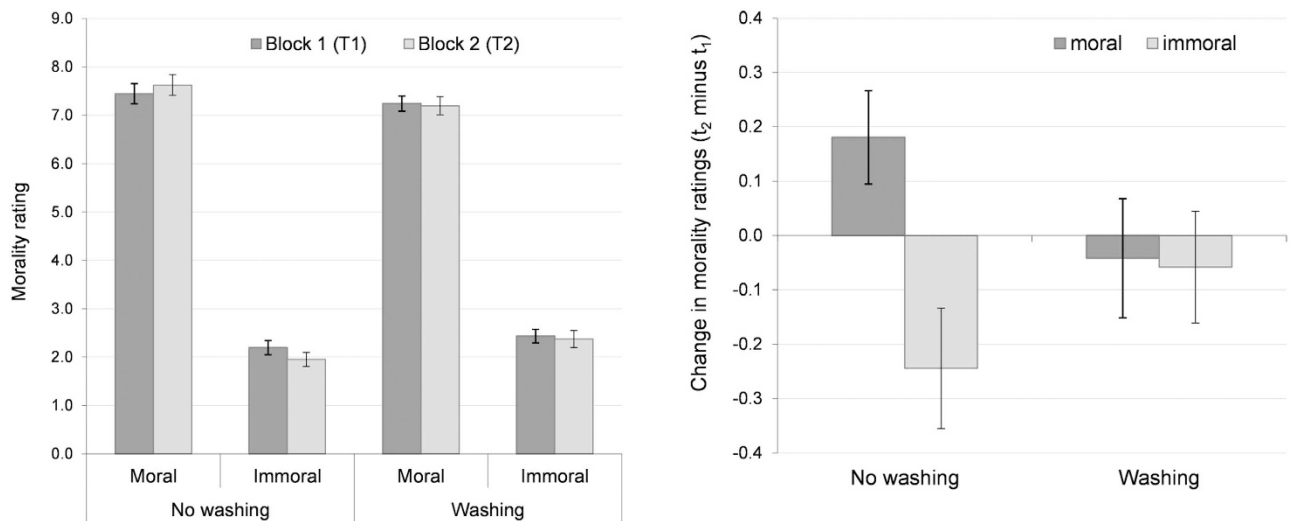 9.0
Block 1 (T1) Block 2 (T2)
8.0
7.0
6.0
5.0
4.0
3.0
2.0
1.0
0.0
Morality rating
Moral Immoral Moral Immoral
No washing Washing
0.4
moral immoral
0.3
0.2
0.1
0.0
-0.1
-0.2
-0.3
-0.4
Change in morality ratings (t₂ minus t₁)
No washing Washing